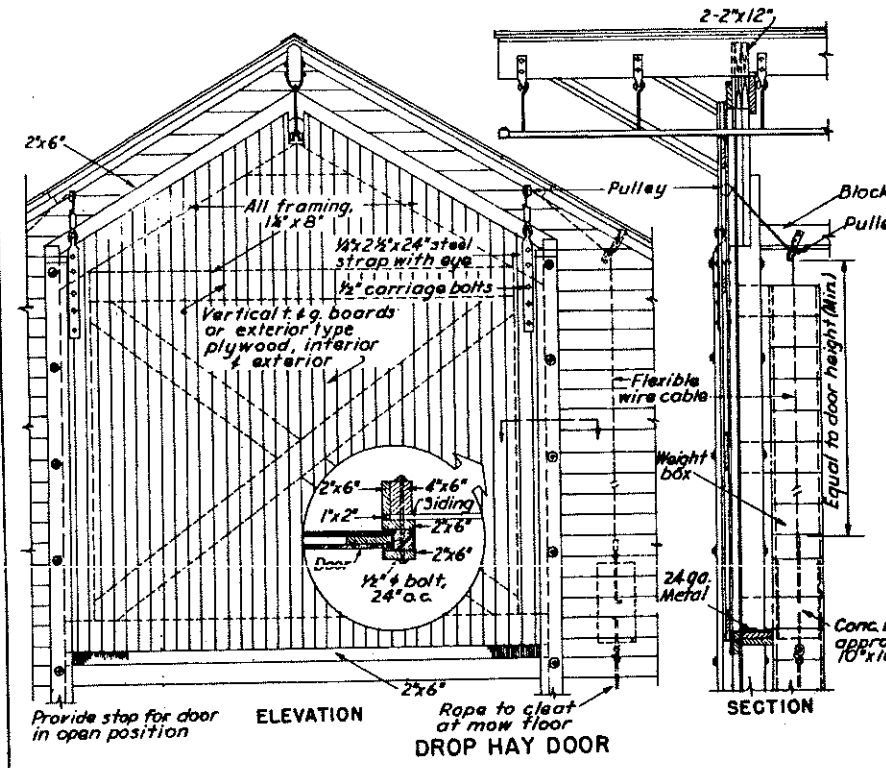 2-2"x12"
2"x6"
All framing,
1⅛" x 8"
Pulley
Block
¼"x2½"x24" steel
strap with eye
½" carriage bolts
Vertical t.&g. boards
or exterior type
plywood, interior
& exterior
Flexible
wire cable
Equal to door height (Min.)
Weight
box
2"x6"
4"x6"
Siding
1"x2"
2"x6"
2"x6"
Door
½"ϕ bolt,
24" o.c.
24 ga.
Metal
Conc.
2"x6"
Provide stop for door
in open position
ELEVATION
Rope to cleat
at mow floor
SECTION
DROP HAY DOOR